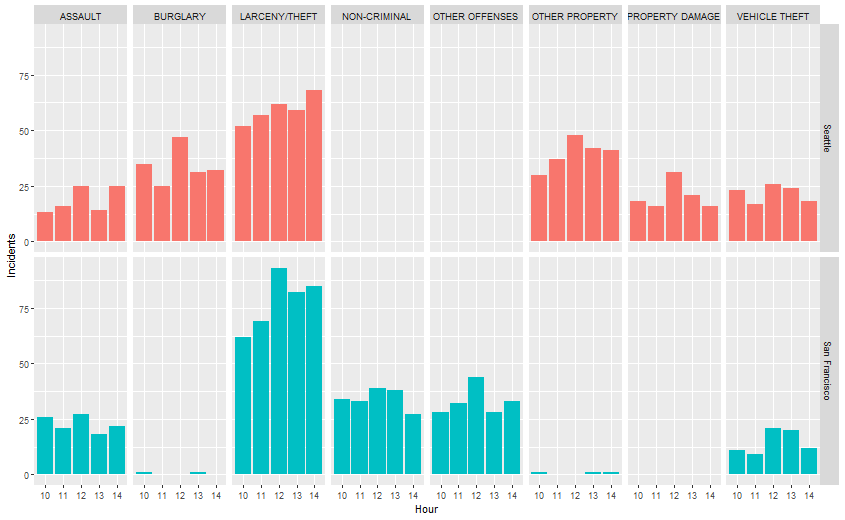 ASSAULT BURGLARY LARCENY/THEFT NON-CRIMINAL OTHER OFFENSES OTHER PROPERTY PROPERTY DAMAGE VEHICLE THEFT
75
50
25
0
Seattle
Incidents
75
50
25
0
San Francisco
10 11 12 13 14 10 11 12 13 14 10 11 12 13 14 10 11 12 13 14 10 11 12 13 14 10 11 12 13 14 10 11 12 13 14 10 11 12 13 14
Hour